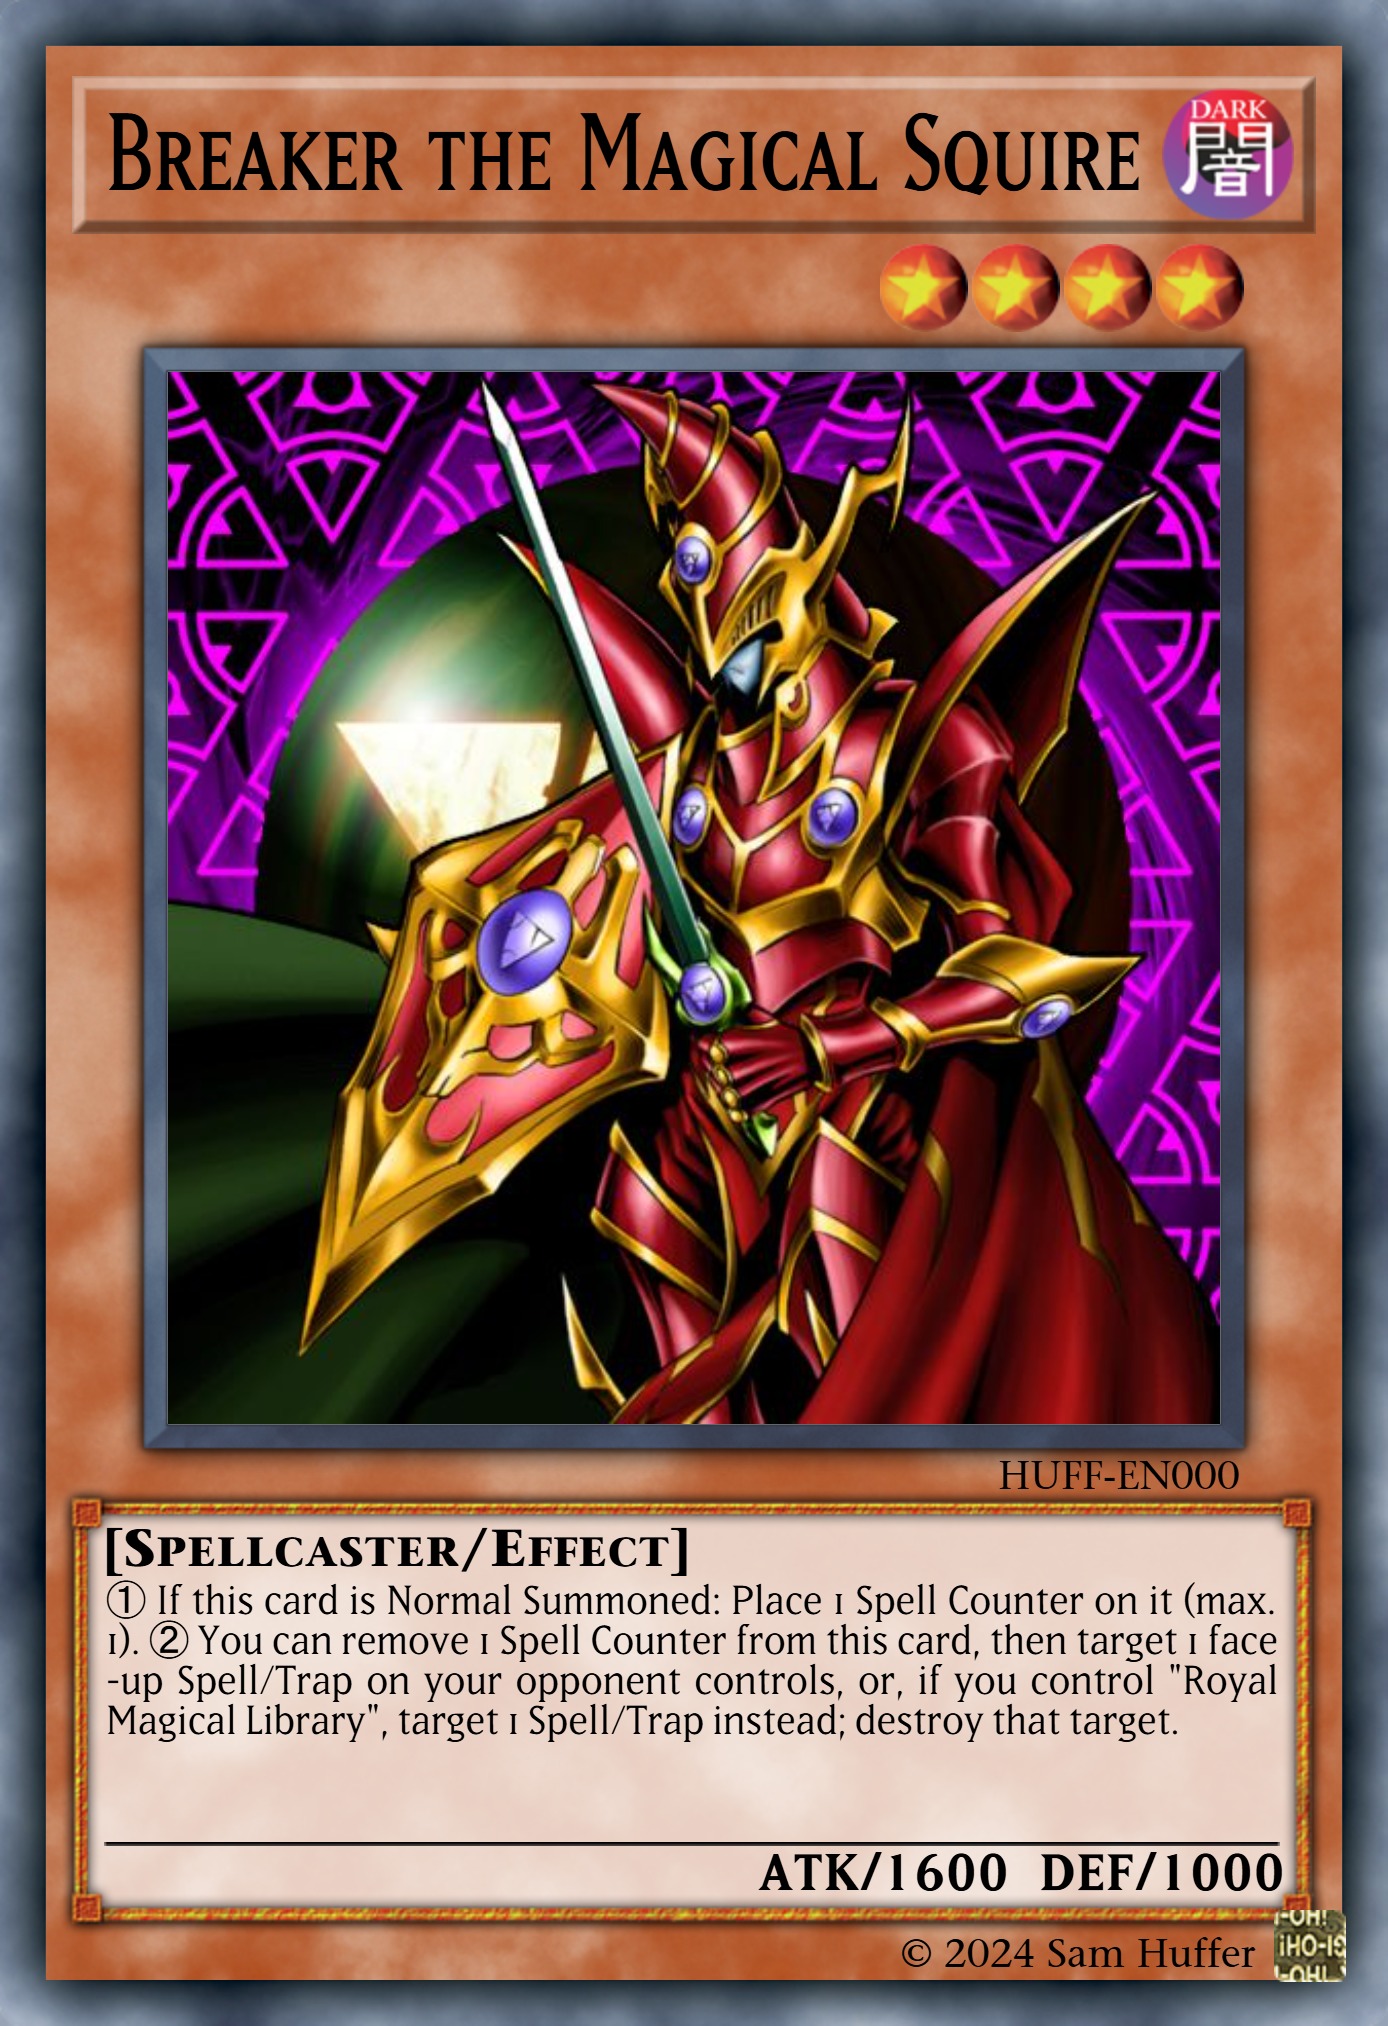 Breaker the Magical Squire
DARK
闇
HUFF-EN000
[Spellcaster/Effect]
① If this card is Normal Summoned: Place 1 Spell Counter on it (max.
1). ② You can remove 1 Spell Counter from this card, then target 1 face
-up Spell/Trap on your opponent controls, or, if you control "Royal
Magical Library", target 1 Spell/Trap instead; destroy that target.
ATK/1600 DEF/1000
© 2024 Sam Huffer